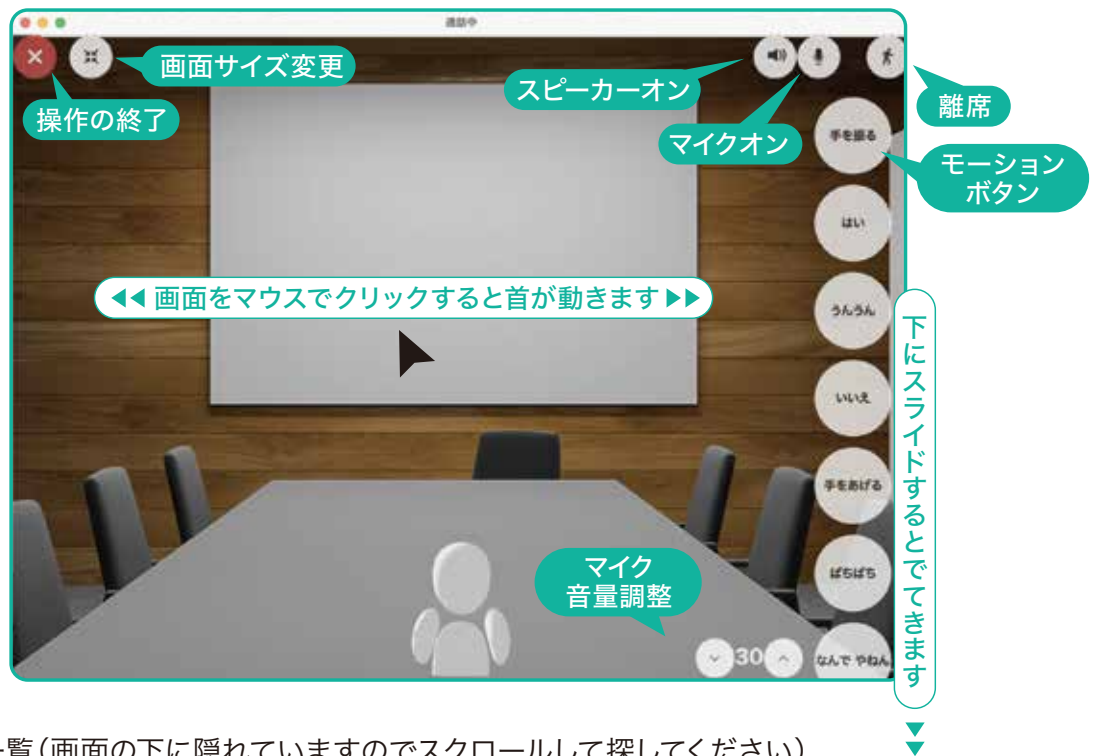 通話中
画面サイズ変更
操作の終了
スピーカーオン
マイクオン
離席
モーション
ボタン
手を振る
はい
うんうん
いいえ
手をあげる
ぱちぱち
なんで やねん
◀◀ 画面をマウスでクリックすると首が動きます ▶▶
下にスライドするとでてきます
マイク
音量調整
30
覧(画面の下に隠れていますのでスクロールして探してください)